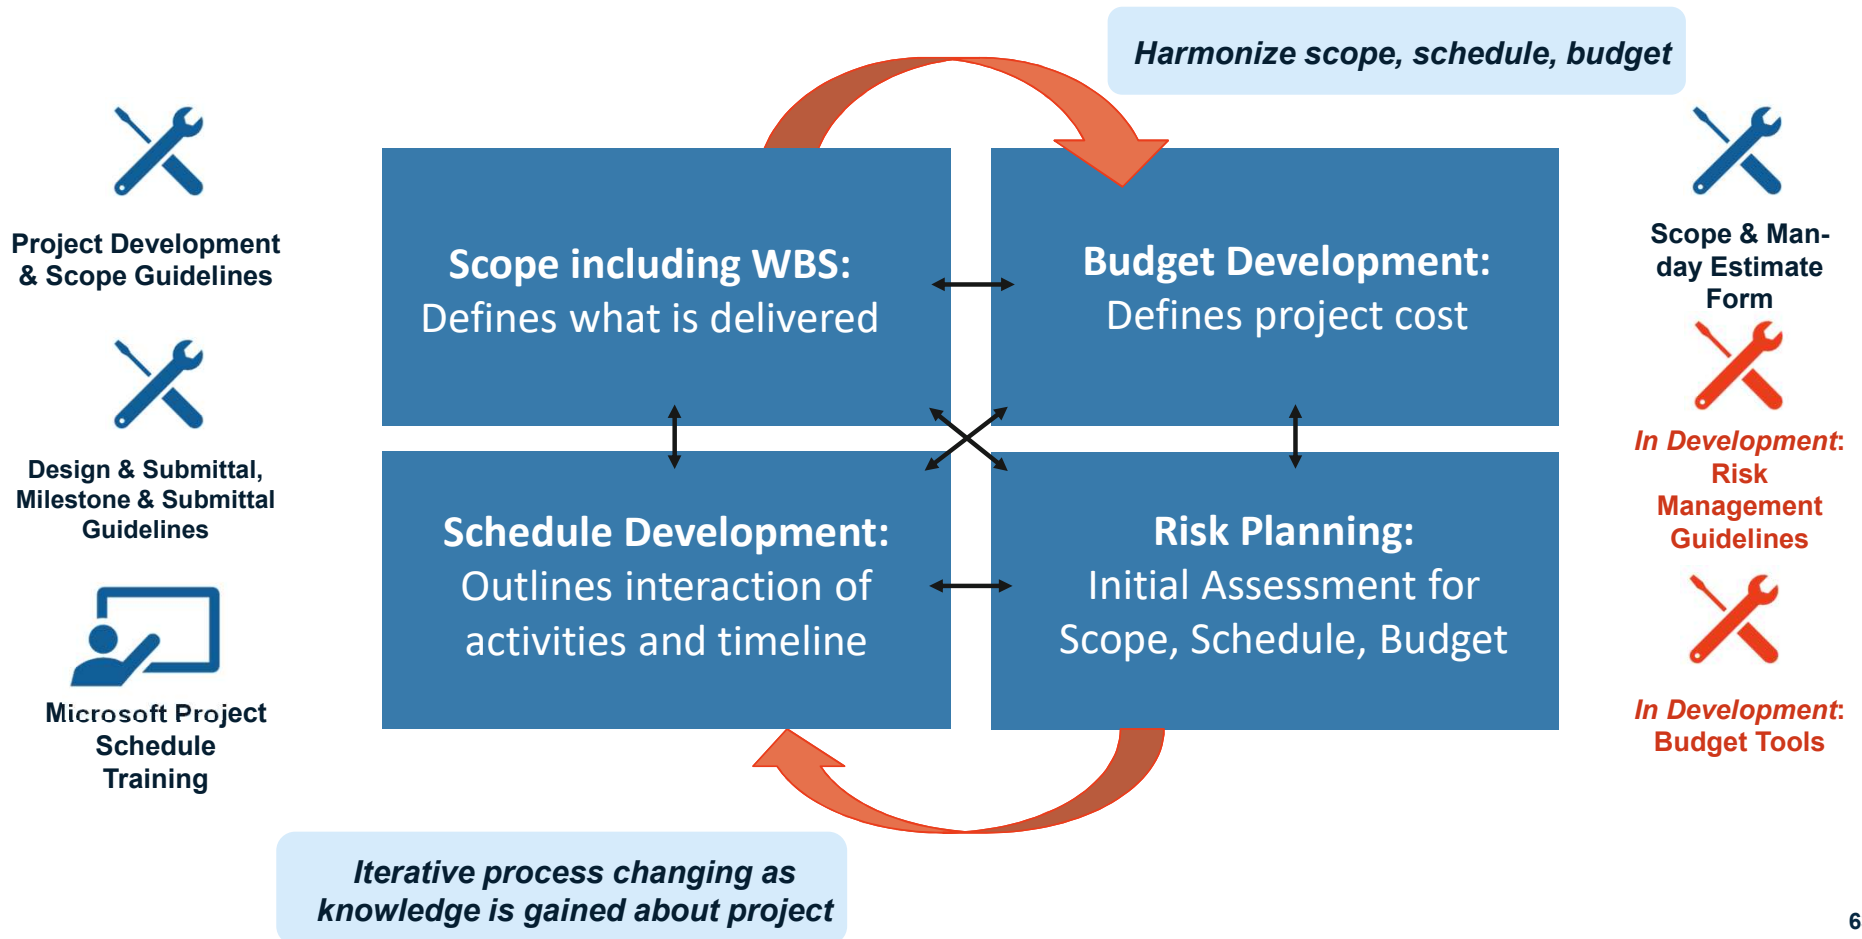 Harmonize scope, schedule, budget
Project Development
& Scope Guidelines
Design & Submittal,
Milestone & Submittal
Guidelines
Microsoft Project
Schedule
Training
Scope including WBS:
Defines what is delivered
Budget Development:
Defines project cost
Schedule Development:
Outlines interaction of
activities and timeline
Risk Planning:
Initial Assessment for
Scope, Schedule, Budget
Scope & Man-
day Estimate
Form
In Development:
Risk
Management
Guidelines
In Development:
Budget Tools
Iterative process changing as
knowledge is gained about project
6